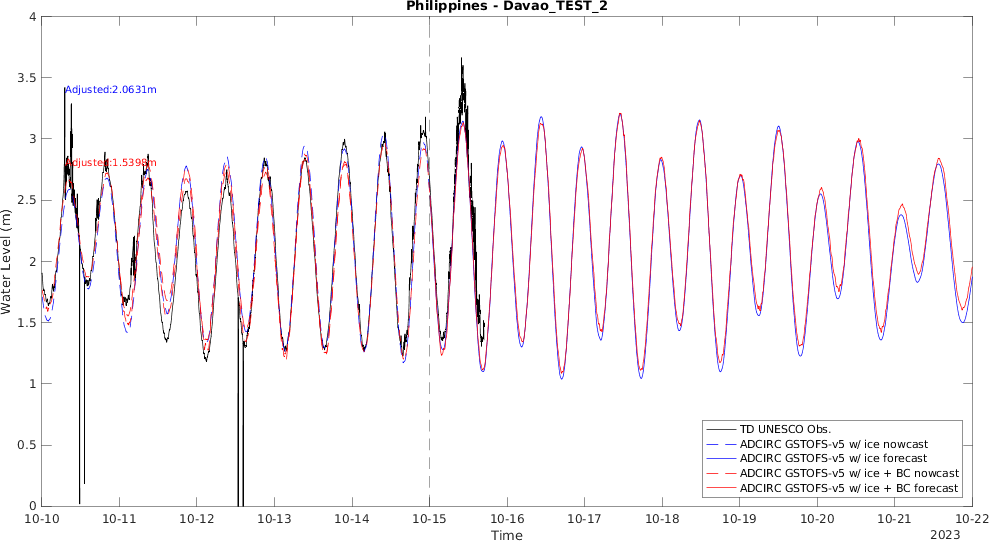 Philippines - Davao_TEST_2
4
3.5
3
2.5
2
1.5
1
0.5
0
Water Level (m)
Adjusted:2.0631m
Adjusted:1.5398m
TD UNESCO Obs.
ADCIRC GSTOFS-v5 w/ ice nowcast
ADCIRC GSTOFS-v5 w/ ice forecast
ADCIRC GSTOFS-v5 w/ ice + BC nowcast
ADCIRC GSTOFS-v5 w/ ice + BC forecast
10-10 10-11 10-12 10-13 10-14 10-15 10-16 10-17 10-18 10-19 10-20 10-21 10-22
Time
2023